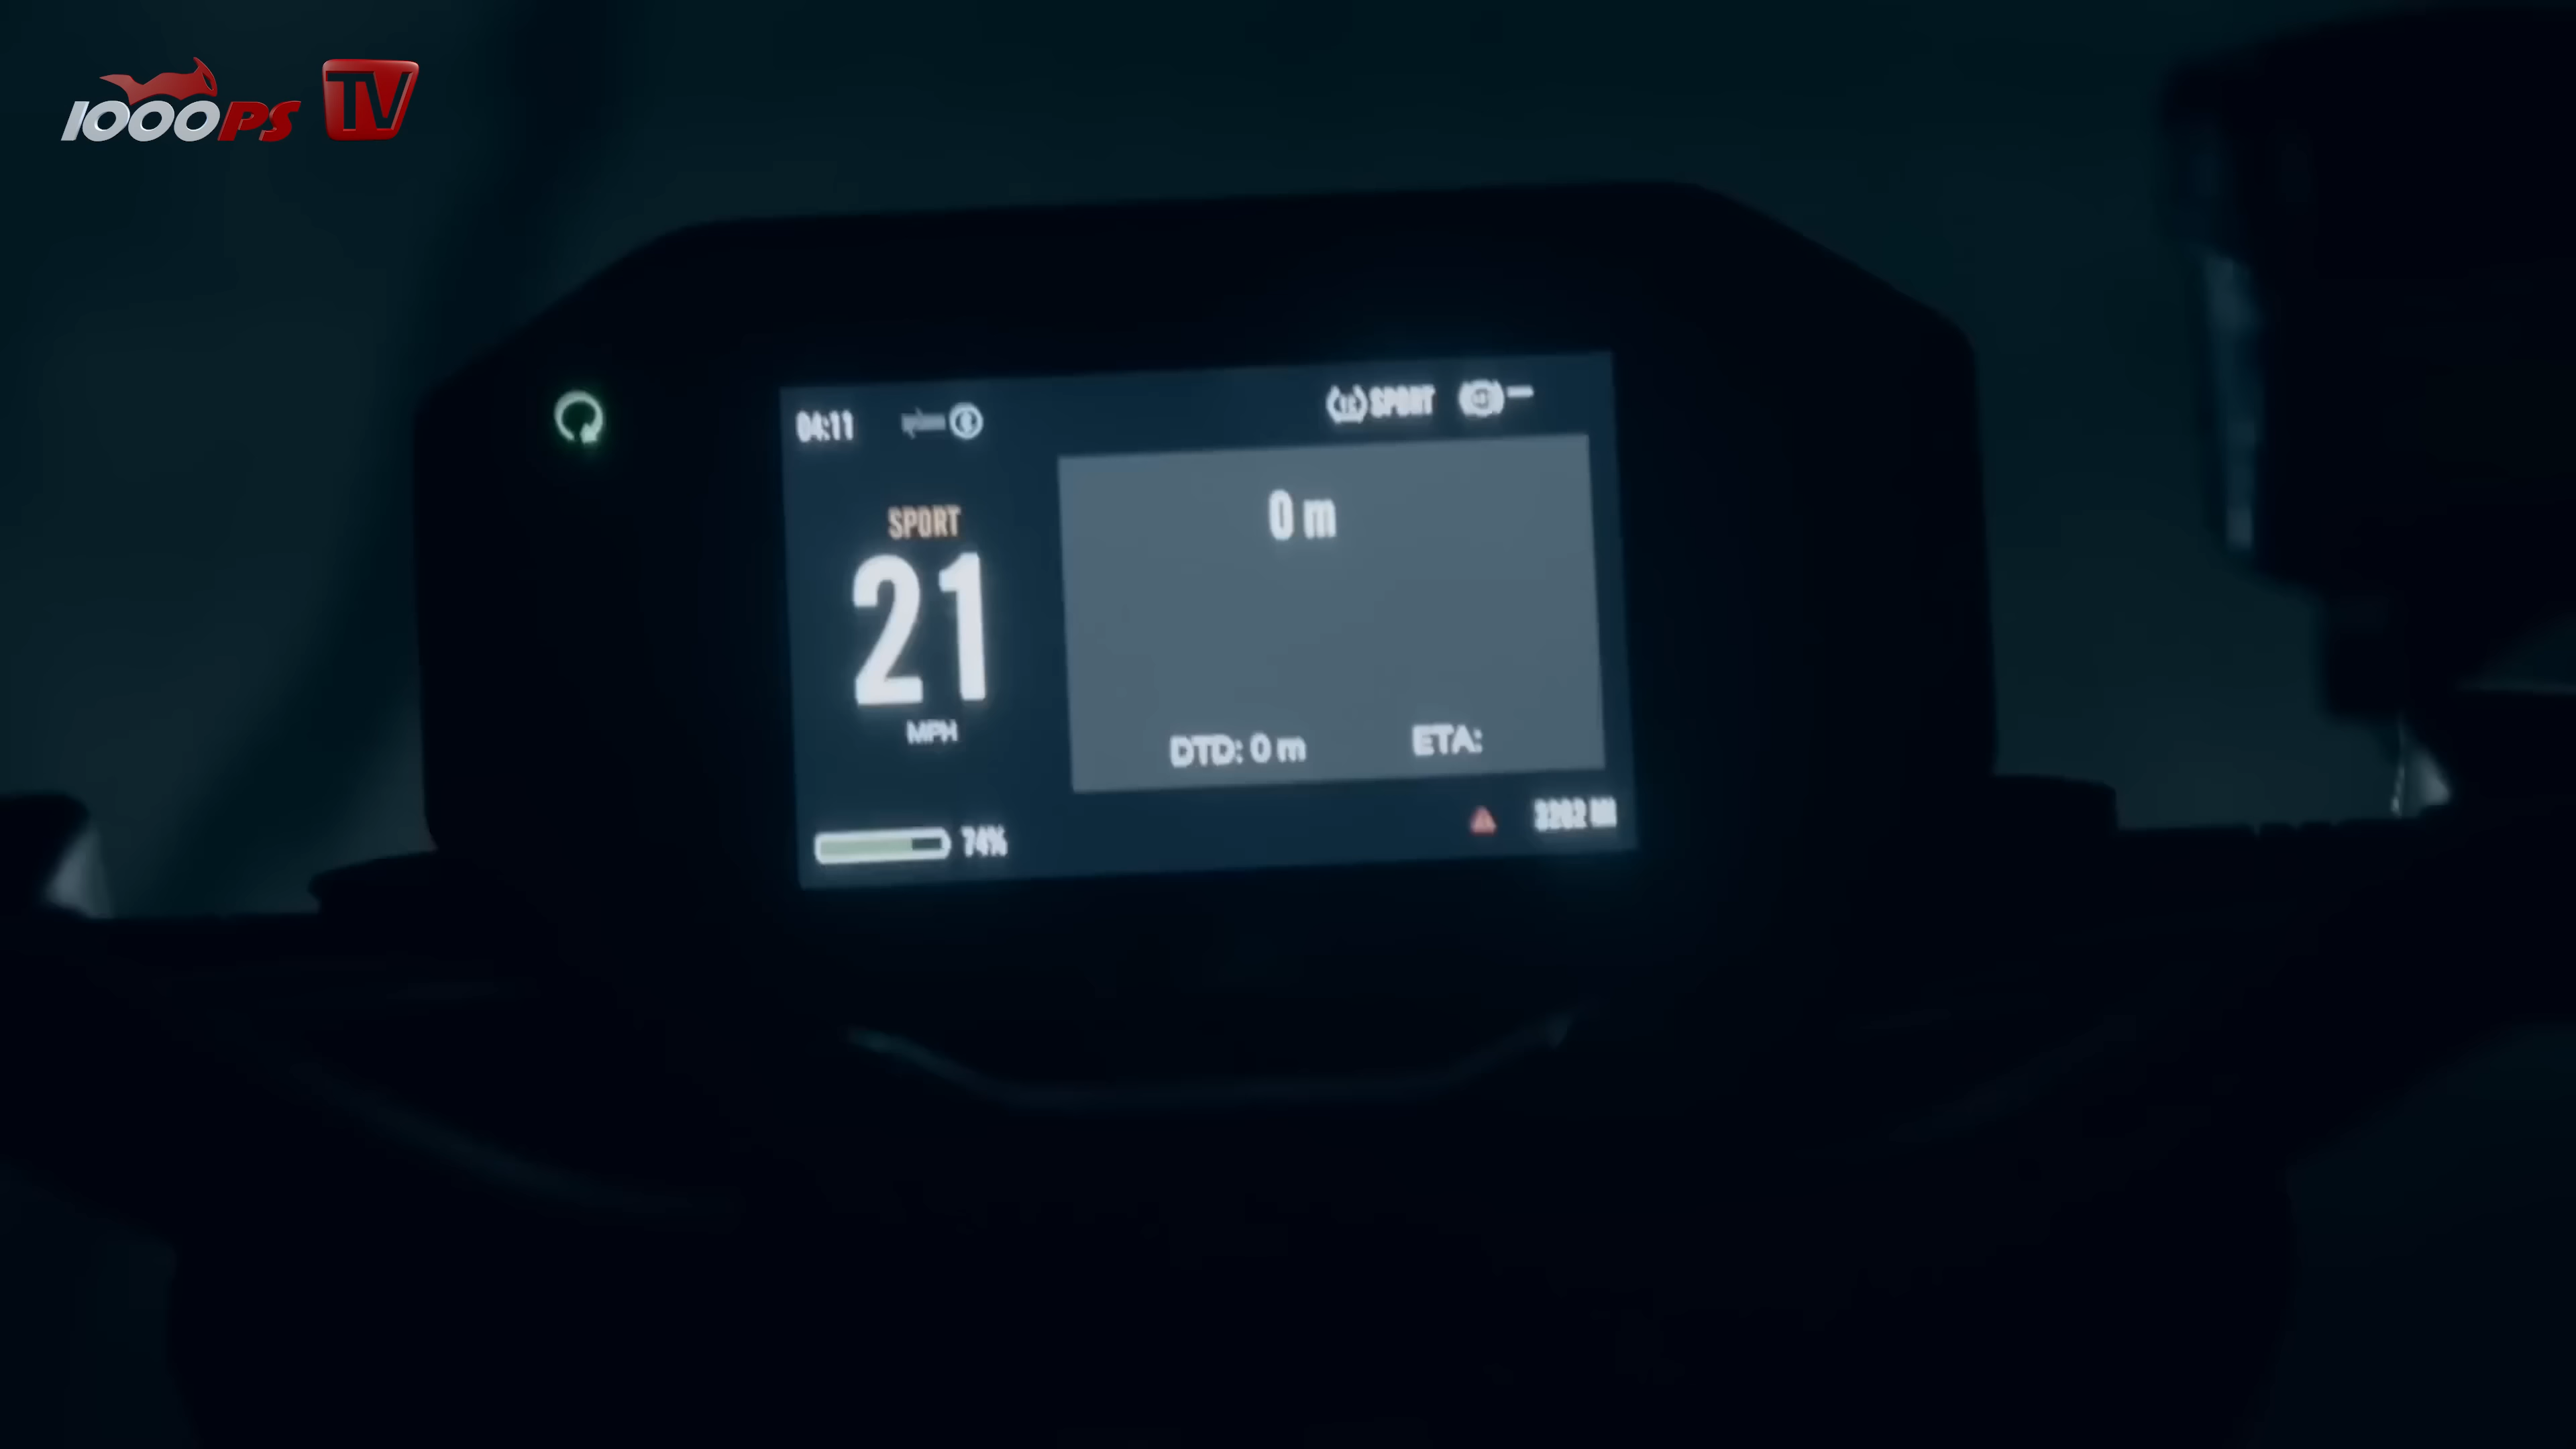 1000PS TV
04:11
SPORT
SPORT
21
MPH
0 m
DTD: 0 m ETA:
74%